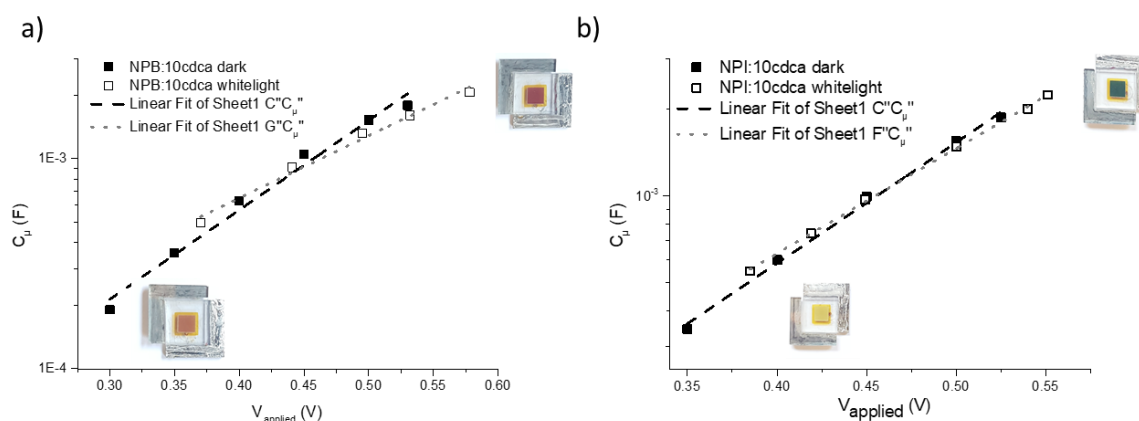 a)
NPB:10cdca dark
NPB:10cdca whitelight
Linear Fit of Sheet1 C"Cμ"
Linear Fit of Sheet1 G"Cμ"
1E-3
1E-4
Cμ (F)
0.30 0.35 0.40 0.45 0.50 0.55 0.60
Vapplied (V)
b)
NPI:10cdca dark
NPI:10cdca whitelight
Linear Fit of Sheet1 C"Cμ"
Linear Fit of Sheet1 F"Cμ"
10-3
Cμ (F)
0.35 0.40 0.45 0.50 0.55
Vapplied (V)